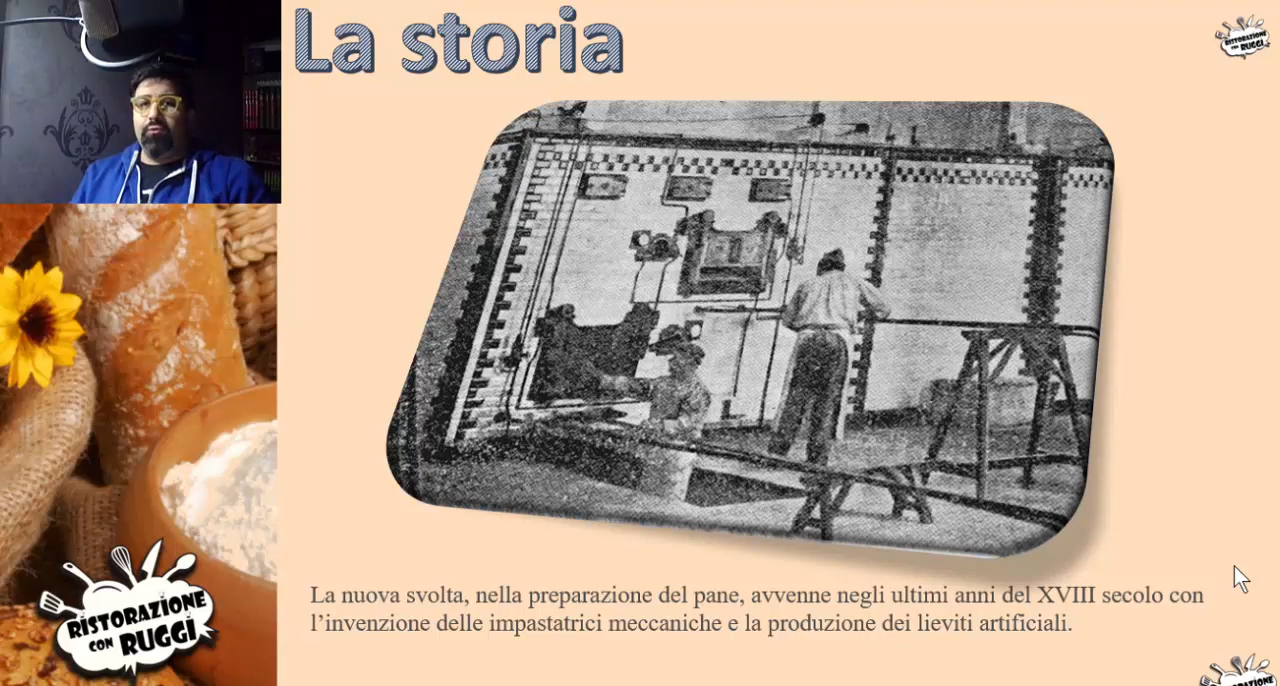 La storia
RISTORAZIONE
CON RUGGI
La nuova svolta, nella preparazione del pane, avvenne negli ultimi anni del XVIII secolo con
l’invenzione delle impastatrici meccaniche e la produzione dei lieviti artificiali.
RISTORAZIONE
CON RUGGI